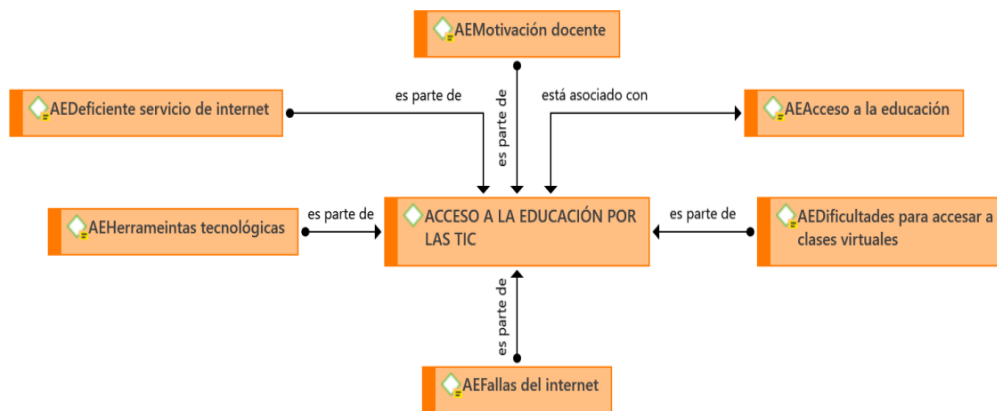 AEMotivación docente
es parte de
está asociado con
AEDeficiente servicio de internet
es parte de
AEAcceso a la educación
AEHerrameintas tecnológicas
es parte de
ACCESO A LA EDUCACIÓN POR
LAS TIC
es parte de
AEDificultades para accesar a
clases virtuales
es parte de
AEFallas del internet